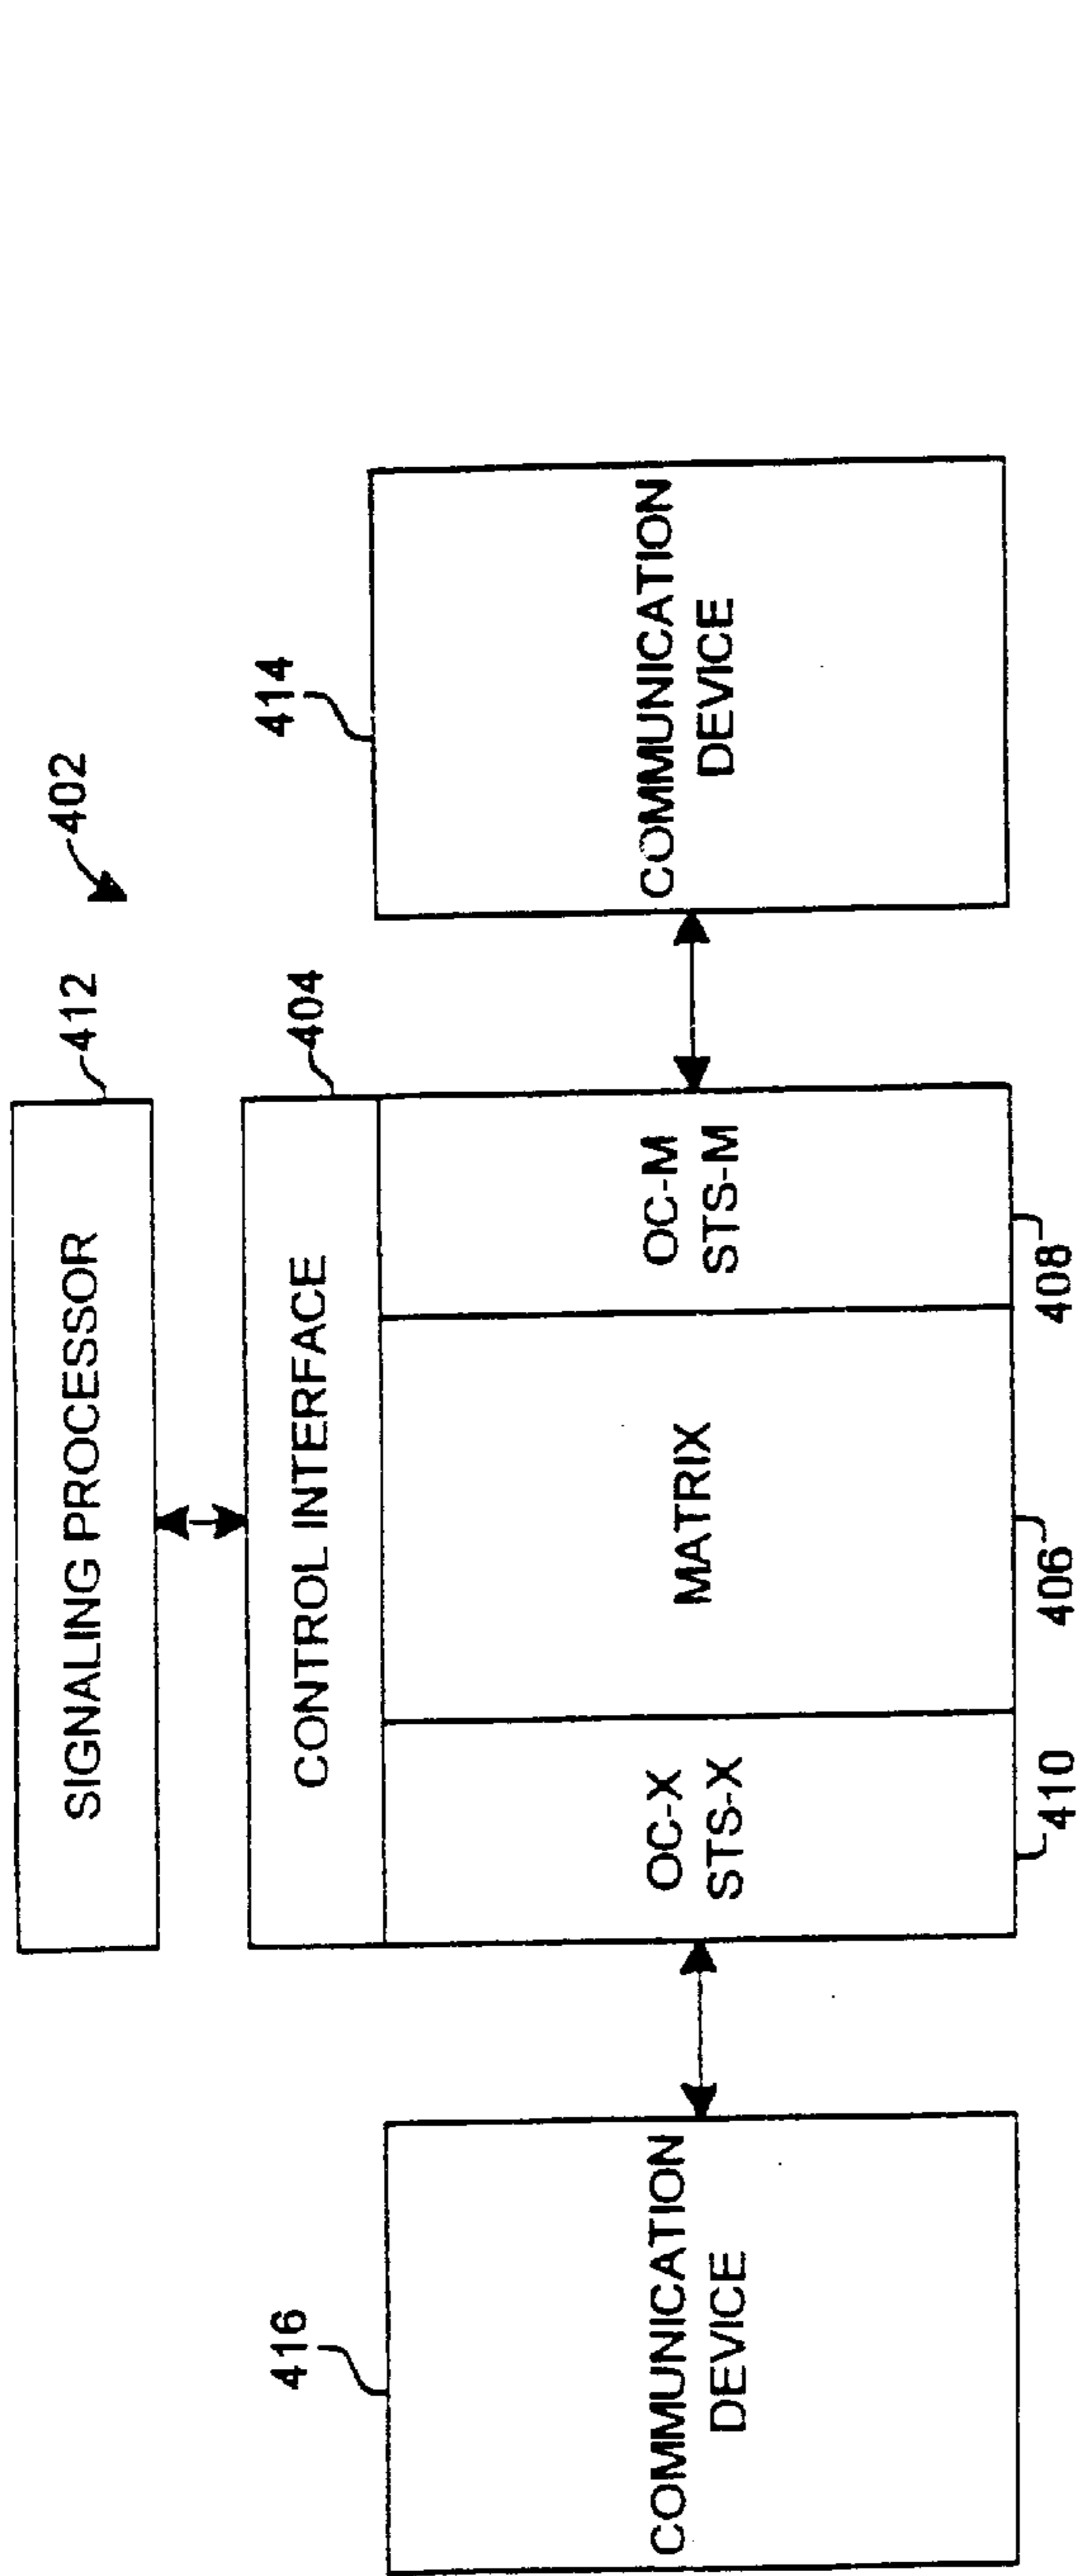 402
SIGNALING PROCESSOR
412
CONTROL INTERFACE
404
416
COMMUNICATION
DEVICE
OC-X
STS-X
410
MATRIX
406
OC-M
STS-M
408
414
COMMUNICATION
DEVICE